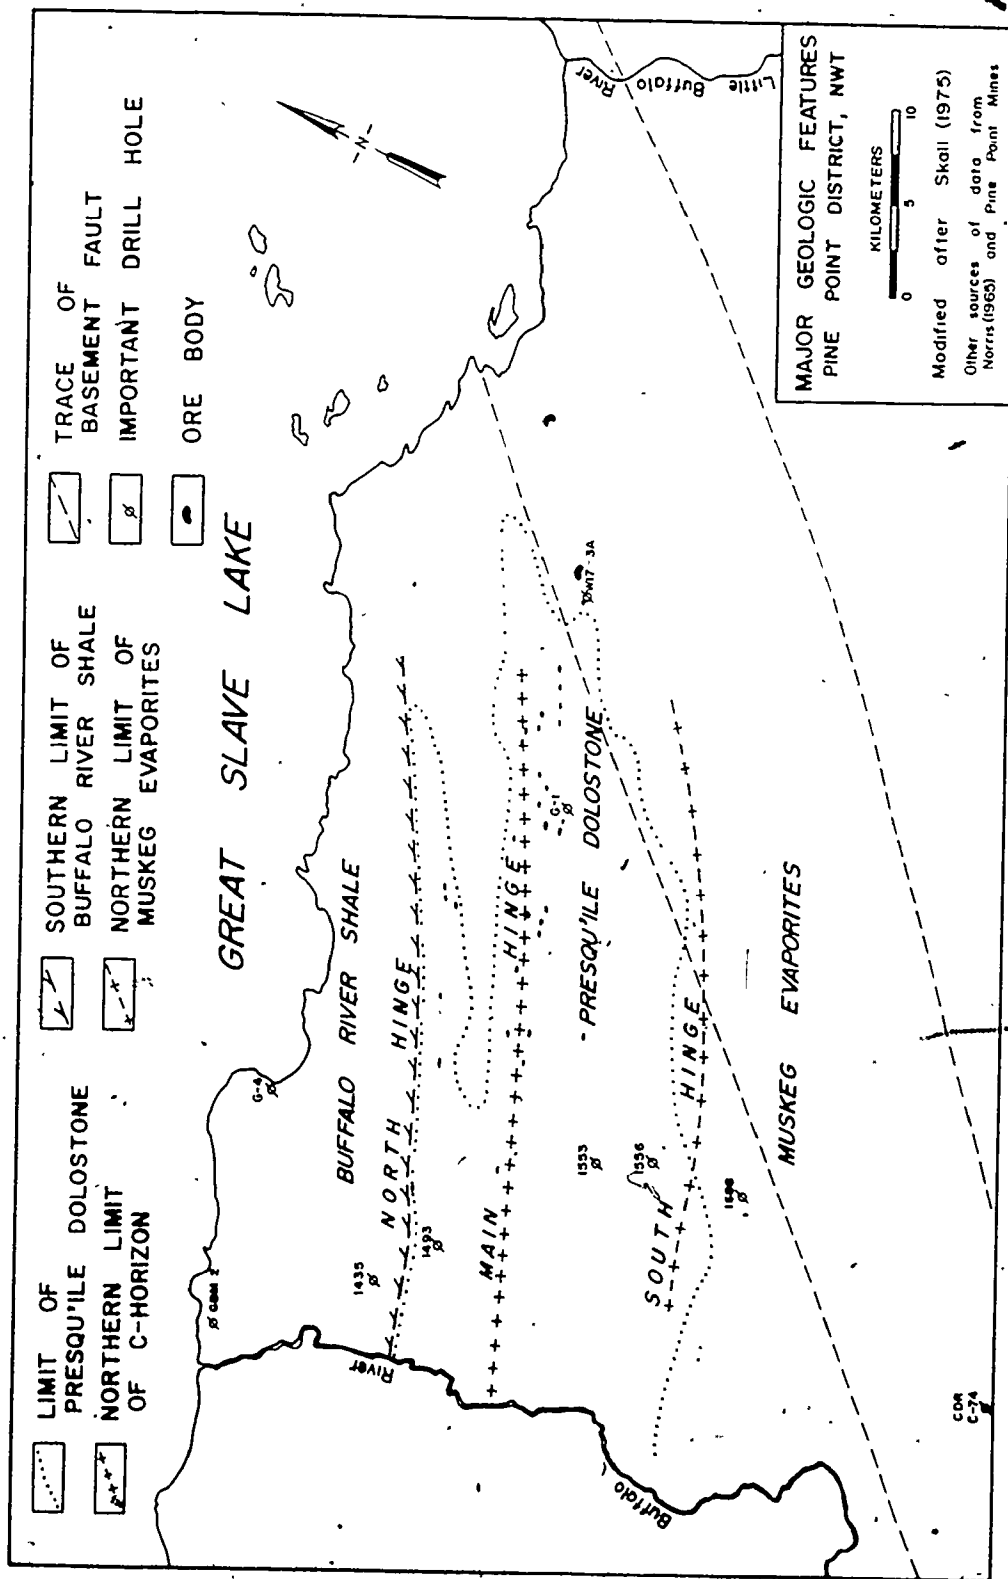 LIMIT OF
PRESQU'ILE DOLOSTONE
NORTHERN LIMIT
OF C-HORIZON
SOUTHERN LIMIT OF
BUFFALO RIVER SHALE
NORTHERN LIMIT OF
MUSKEG EVAPORITES
TRACE OF
BASEMENT FAULT
IMPORTANT DRILL HOLE
ORE BODY
GREAT SLAVE LAKE
-N-
G-4
BUFFALO RIVER SHALE
NORTH HINGE
1435
1493
River
MAIN HINGE
G-1
W17-3A
PRESQU'ILE DOLOSTONE
1553
1556
SOUTH HINGE
MUSKEG EVAPORITES
Buffalo
CDR
C-74
Little Buffalo River
MAJOR GEOLOGIC FEATURES
PINE POINT DISTRICT, NWT
KILOMETERS
0 5 10
Modified after Skall (1975)
Other sources of data from
Norris (1965) and Pine Point Mines